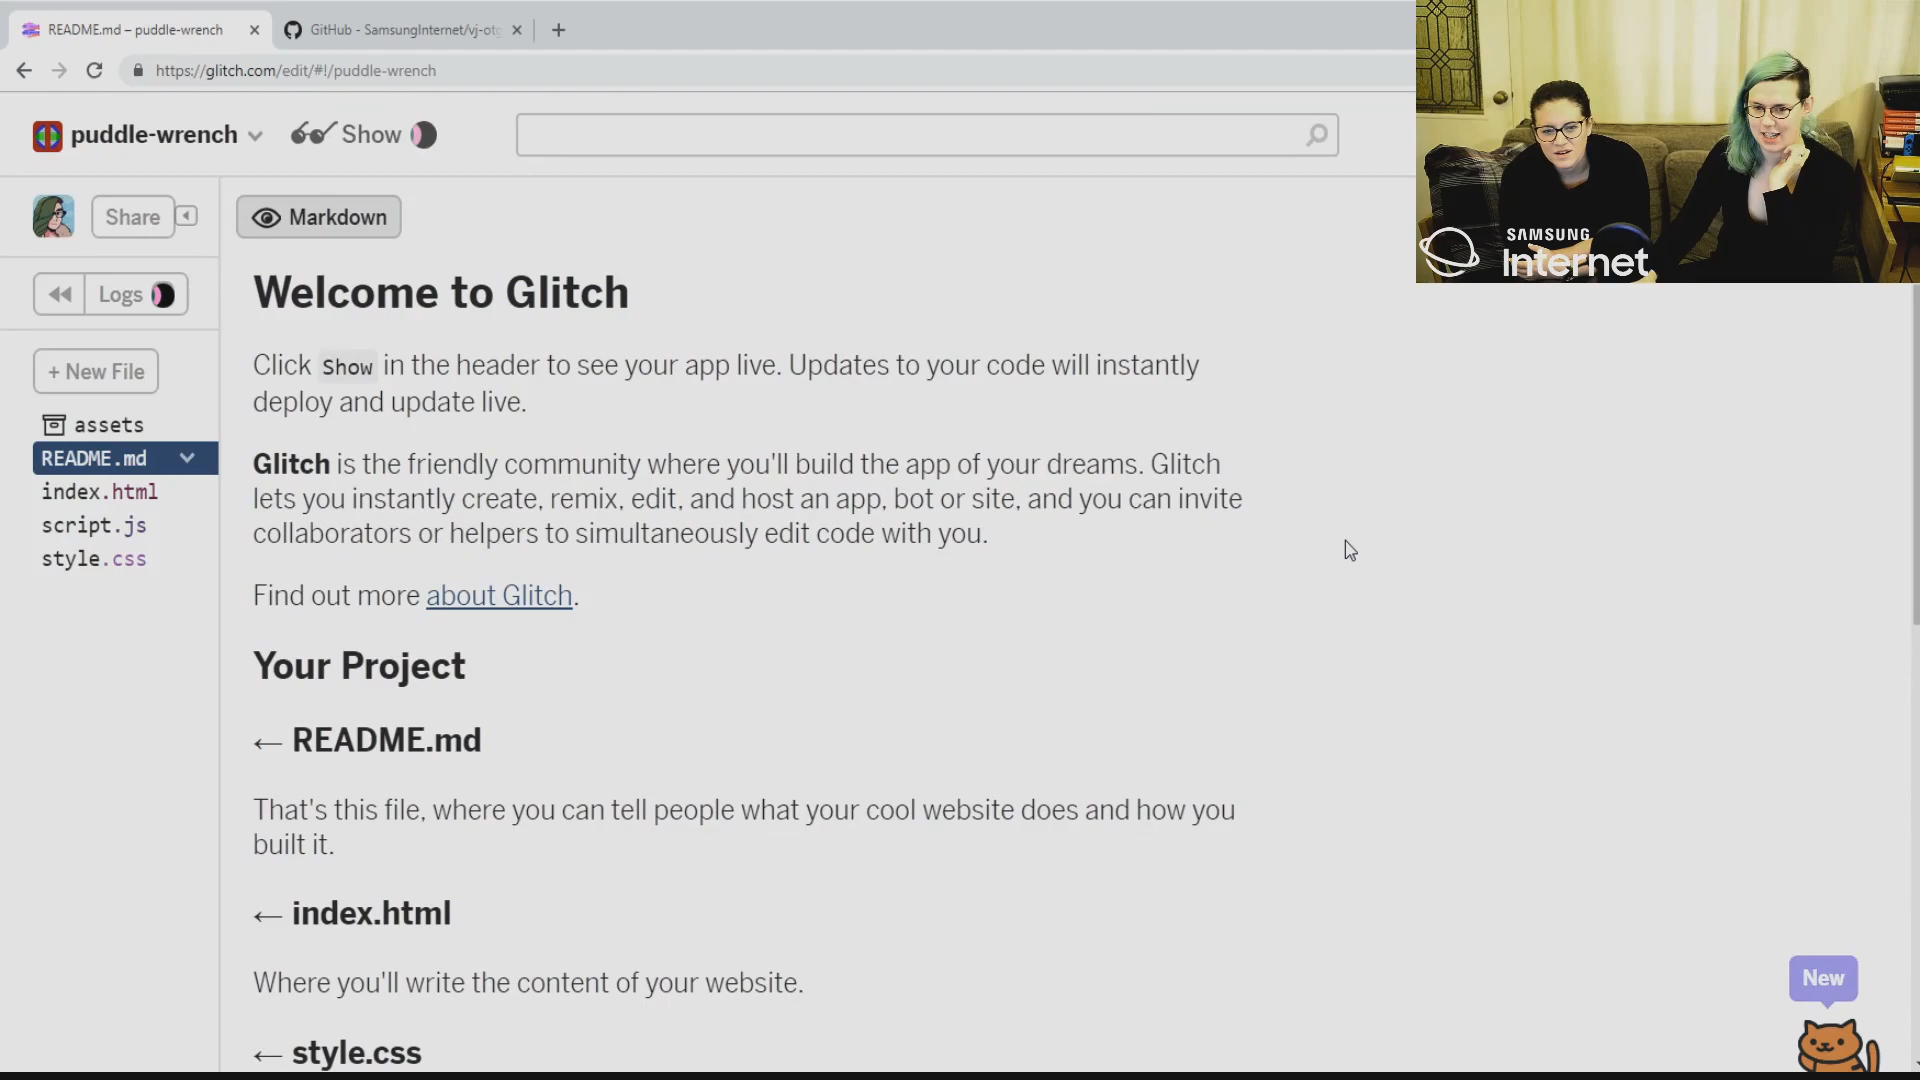 README.md – puddle-wrench
GitHub - SamsungInternet/vj-otg
https://glitch.com/edit/#!/puddle-wrench
puddle-wrench
Show
SAMSUNG
Internet
Share
Markdown
Logs
+ New File
assets
README.md
index.html
script.js
style.css
Welcome to Glitch
Click Show in the header to see your app live. Updates to your code will instantly
deploy and update live.
Glitch is the friendly community where you'll build the app of your dreams. Glitch
lets you instantly create, remix, edit, and host an app, bot or site, and you can invite
collaborators or helpers to simultaneously edit code with you.
Find out more about Glitch.
Your Project
← README.md
That's this file, where you can tell people what your cool website does and how you
built it.
← index.html
Where you'll write the content of your website.
← style.css
New